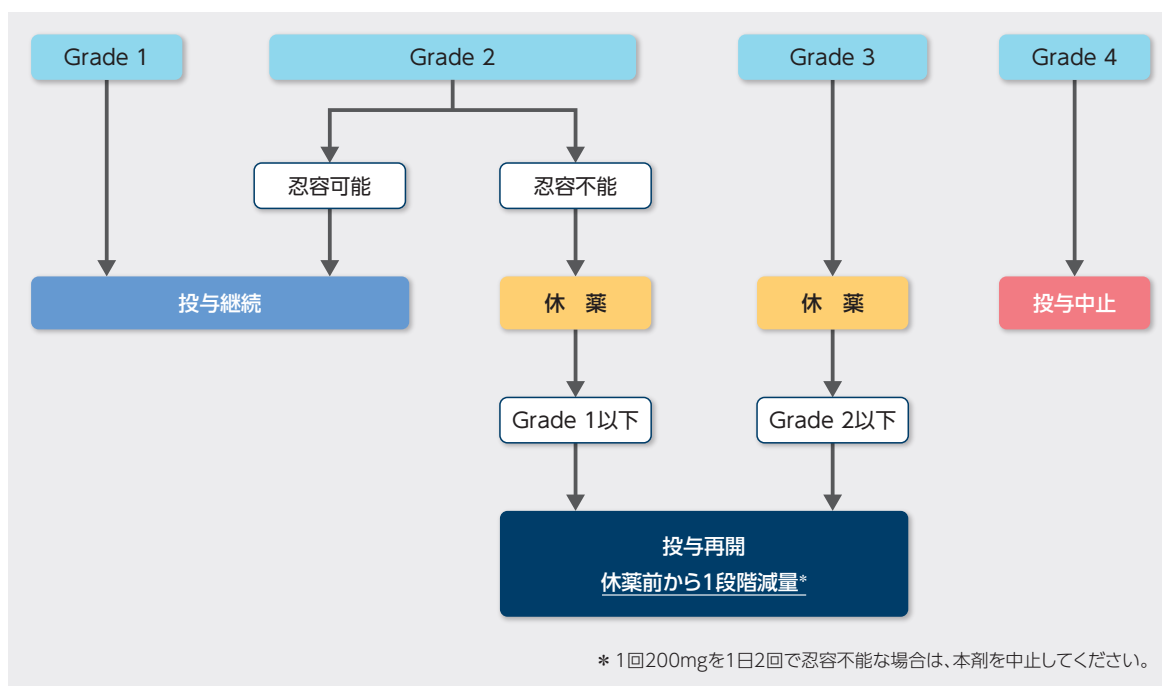 Grade 1
Grade 2
Grade 3
Grade 4
忍容可能
忍容不能
投与継続
休 薬
休 薬
投与中止
Grade 1以下
Grade 2以下
投与再開
休薬前から1段階減量*
* 1回200mgを1日2回で忍容不能な場合は、本剤を中止してください。